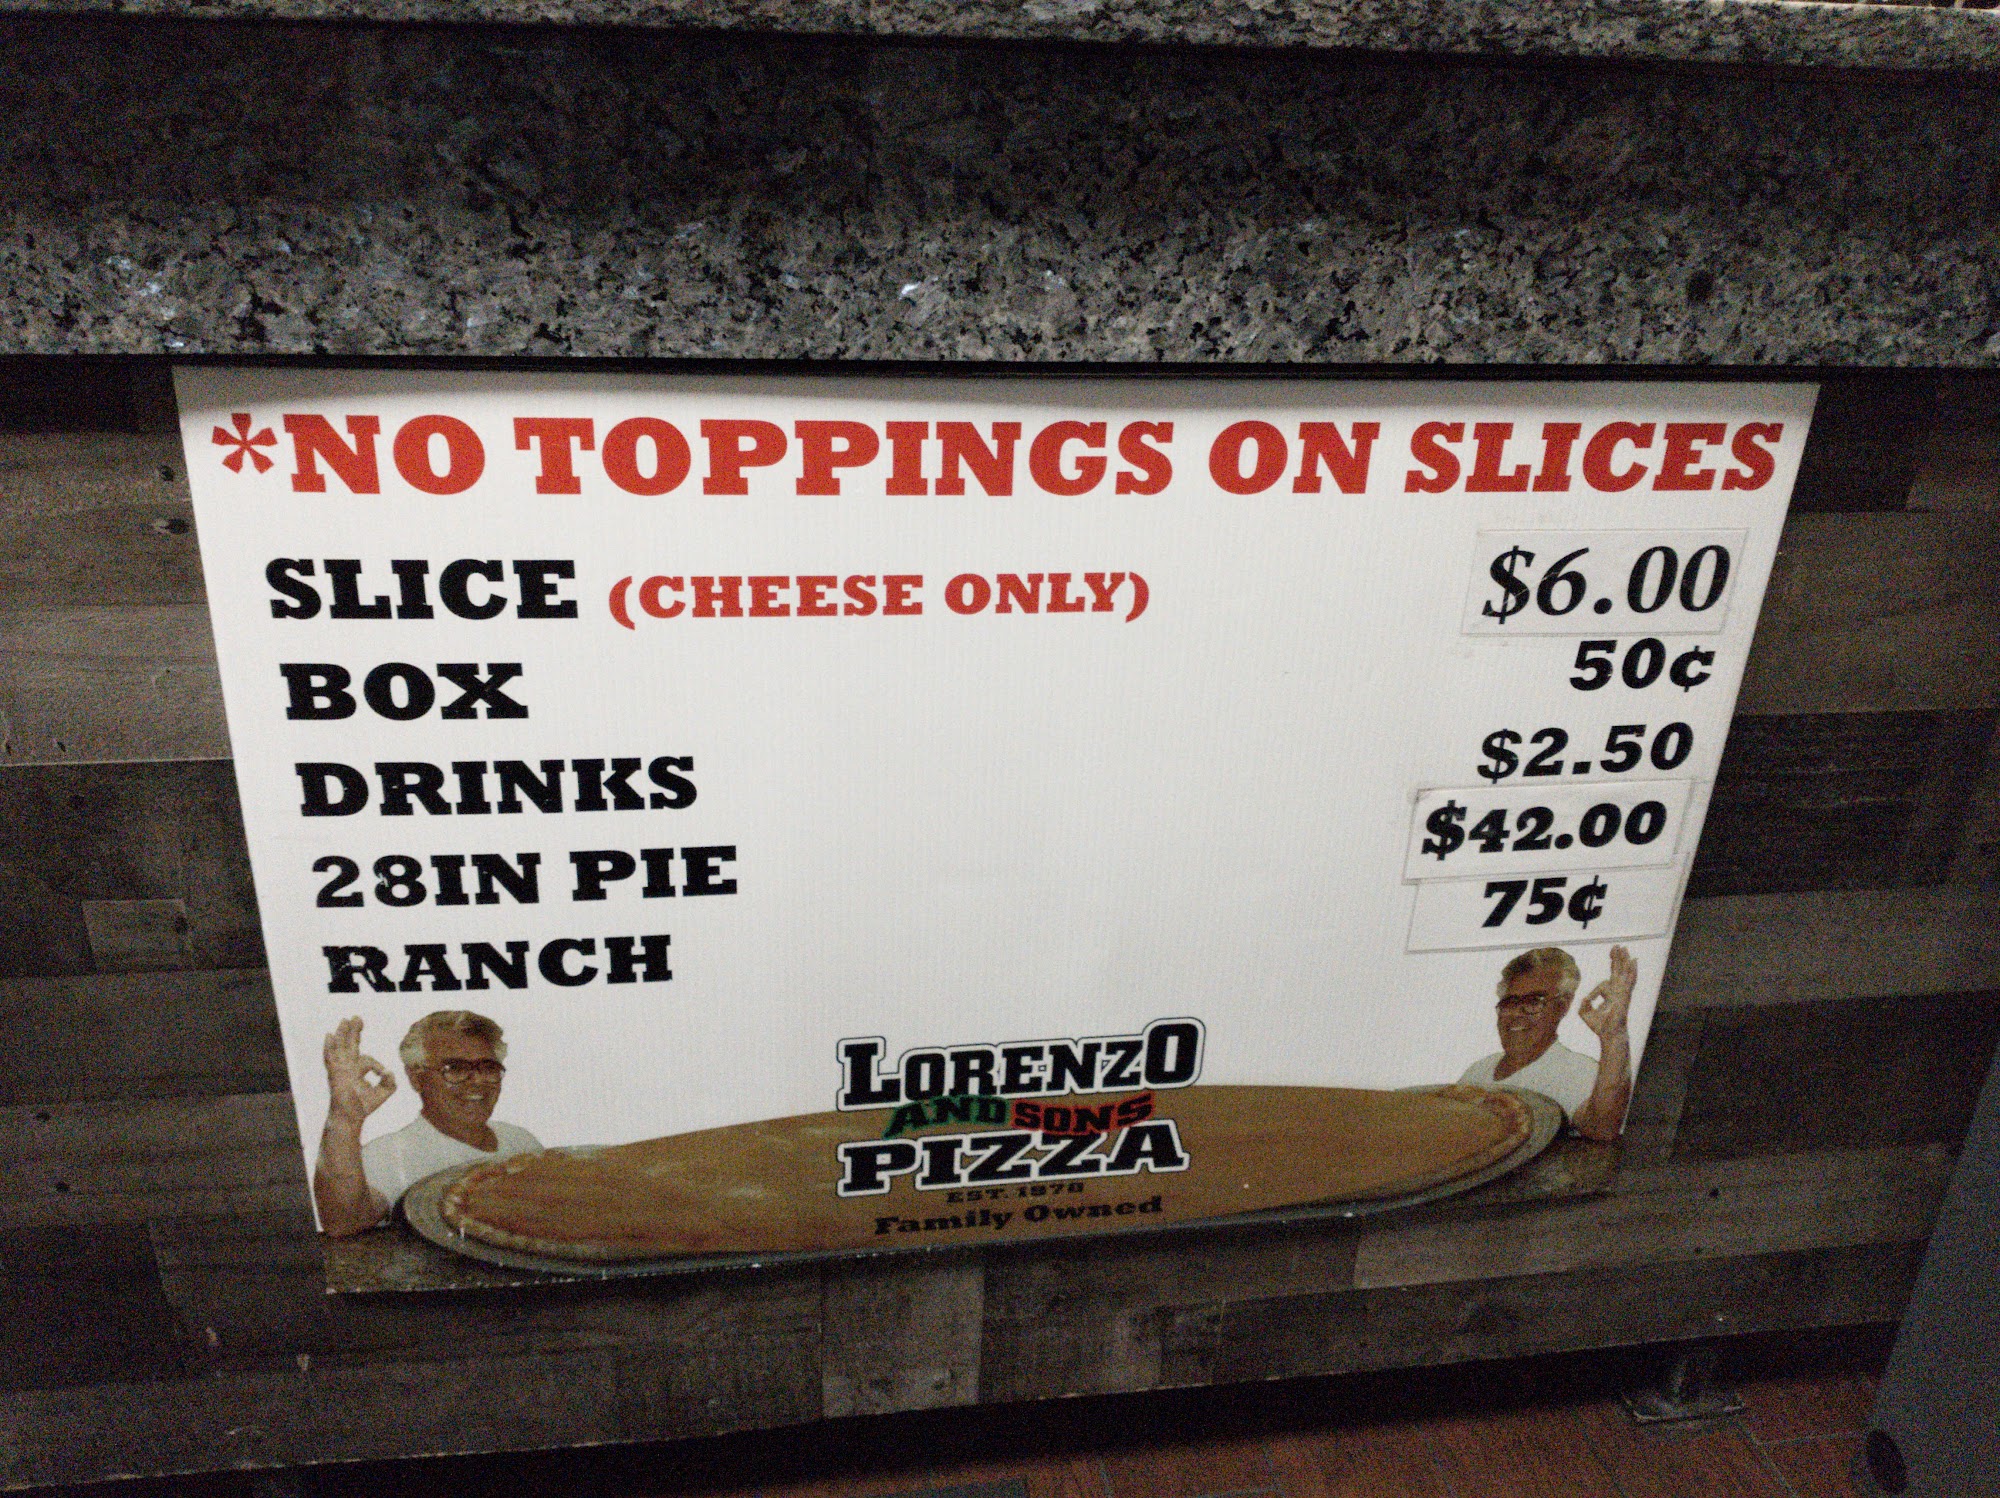 *NO TOPPINGS ON SLICES
SLICE (CHEESE ONLY) $6.00
BOX 50¢
DRINKS $2.50
28IN PIE $42.00
RANCH 75¢
LORENZO
AND SONS
PIZZA
EST. 1970
Family Owned